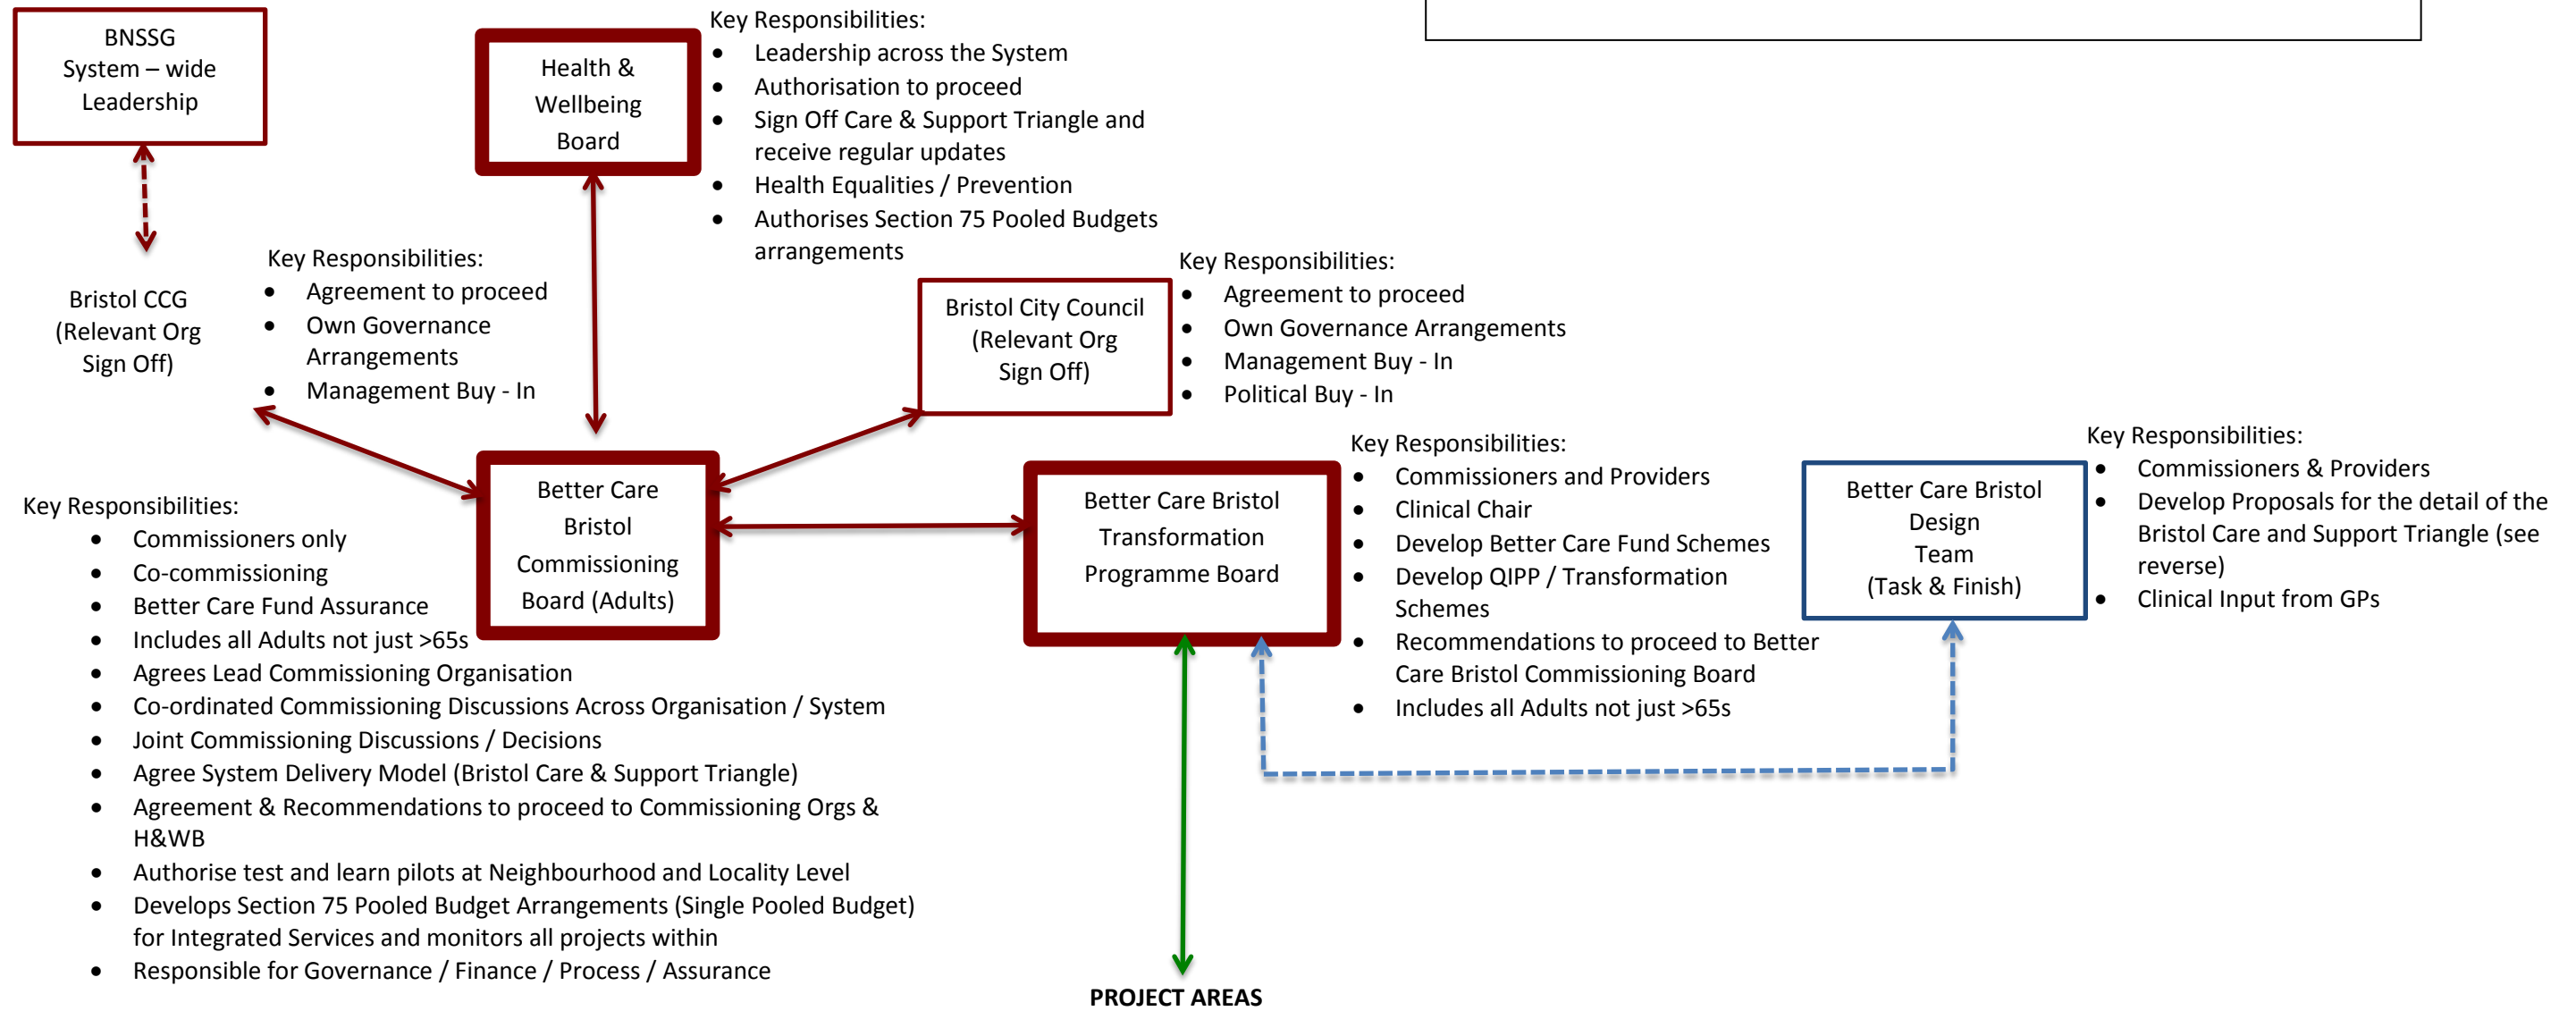 BNSSG
System – wide
Leadership
Health &
Wellbeing
Board
Key Responsibilities:
• Leadership across the System
• Authorisation to proceed
• Sign Off Care & Support Triangle and
receive regular updates
• Health Equalities / Prevention
• Authorises Section 75 Pooled Budgets
arrangements
Bristol CCG
(Relevant Org
Sign Off)
Key Responsibilities:
• Agreement to proceed
• Own Governance
Arrangements
• Management Buy - In
Bristol City Council
(Relevant Org
Sign Off)
Key Responsibilities:
• Agreement to proceed
• Own Governance Arrangements
• Management Buy - In
• Political Buy - In
Key Responsibilities:
• Commissioners only
• Co-commissioning
• Better Care Fund Assurance
• Includes all Adults not just >65s
• Agrees Lead Commissioning Organisation
• Co-ordinated Commissioning Discussions Across Organisation / System
• Joint Commissioning Discussions / Decisions
• Agree System Delivery Model (Bristol Care & Support Triangle)
• Agreement & Recommendations to proceed to Commissioning Orgs &
H&WB
• Authorise test and learn pilots at Neighbourhood and Locality Level
• Develops Section 75 Pooled Budget Arrangements (Single Pooled Budget)
for Integrated Services and monitors all projects within
• Responsible for Governance / Finance / Process / Assurance
Better Care
Bristol
Commissioning
Board (Adults)
Better Care Bristol
Transformation
Programme Board
Key Responsibilities:
• Commissioners and Providers
• Clinical Chair
• Develop Better Care Fund Schemes
• Develop QIPP / Transformation
Schemes
• Recommendations to proceed to Better
Care Bristol Commissioning Board
• Includes all Adults not just >65s
Better Care Bristol
Design
Team
(Task & Finish)
Key Responsibilities:
• Commissioners & Providers
• Develop Proposals for the detail of the
Bristol Care and Support Triangle (see
reverse)
• Clinical Input from GPs
PROJECT AREAS